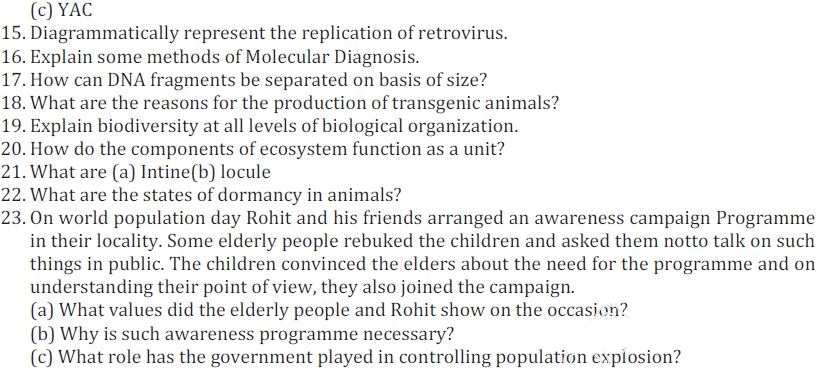 (c) YAC
15. Diagrammatically represent the replication of retrovirus.
16. Explain some methods of Molecular Diagnosis.
17. How can DNA fragments be separated on basis of size?
18. What are the reasons for the production of transgenic animals?
19. Explain biodiversity at all levels of biological organization.
20. How do the components of ecosystem function as a unit?
21. What are (a) Intine(b) locule
22. What are the states of dormancy in animals?
23. On world population day Rohit and his friends arranged an awareness campaign Programme
in their locality. Some elderly people rebuked the children and asked them notto talk on such
things in public. The children convinced the elders about the need for the programme and on
understanding their point of view, they also joined the campaign.
(a) What values did the elderly people and Rohit show on the occasion?
(b) Why is such awareness programme necessary?
(c) What role has the government played in controlling population explosion?